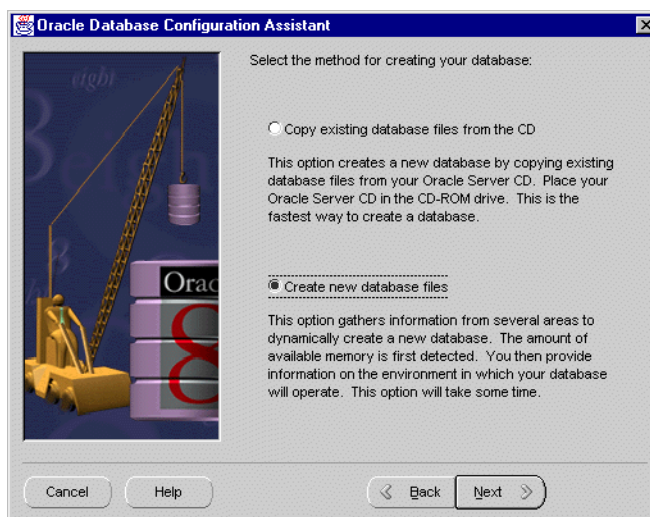 Oracle Database Configuration Assistant
eight
Select the method for creating your database:
Copy existing database files from the CD
This option creates a new database by copying existing
database files from your Oracle Server CD. Place your
Oracle Server CD in the CD-ROM drive. This is the
fastest way to create a database.
8
Orac
8
Create new database files
This option gathers information from several areas to
dynamically create a new database. The amount of
available memory is first detected. You then provide
information on the environment in which your database
will operate. This option will take some time.
Cancel
Help
Back
Next